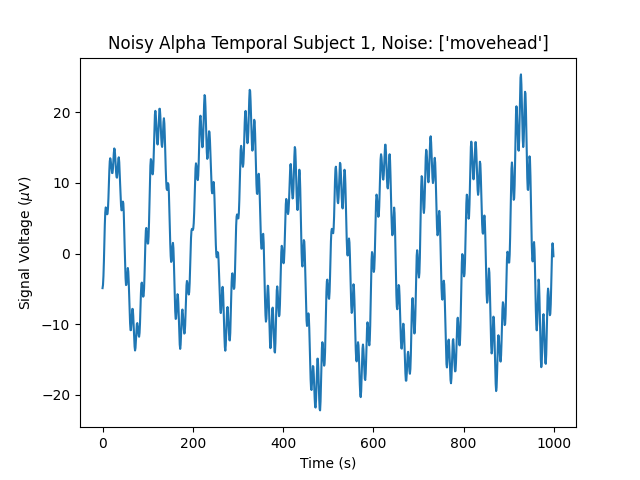 Noisy Alpha Temporal Subject 1, Noise: ['movehead']
Signal Voltage (μV)
20
10
0
−10
−20
0 200 400 600 800 1000
Time (s)